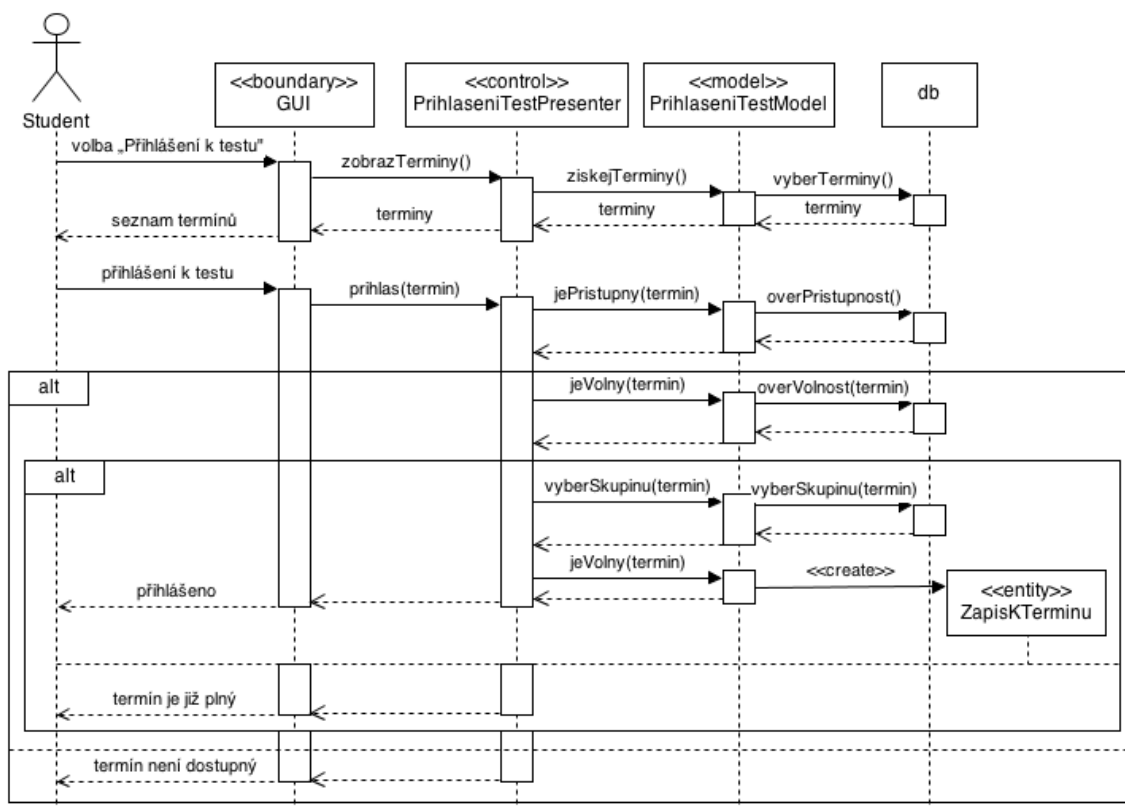 Student
<<boundary>>
GUI
<<control>>
PrihlaseniTestPresenter
<<model>>
PrihlaseniTestModel
db
volba „Přihlášení k testu"
zobrazTerminy()
ziskejTerminy()
vyberTerminy()
seznam termínů
terminy
terminy
terminy
přihlášení k testu
prihlas(termin)
jePristupny(termin)
overPristupnost()
alt
jeVolny(termin)
overVolnost(termin)
alt
vyberSkupinu(termin)
vyberSkupinu(termin)
jeVolny(termin)
<<create>>
přihlášeno
<<entity>>
ZapisKTerminu
termín je již plný
termín není dostupný